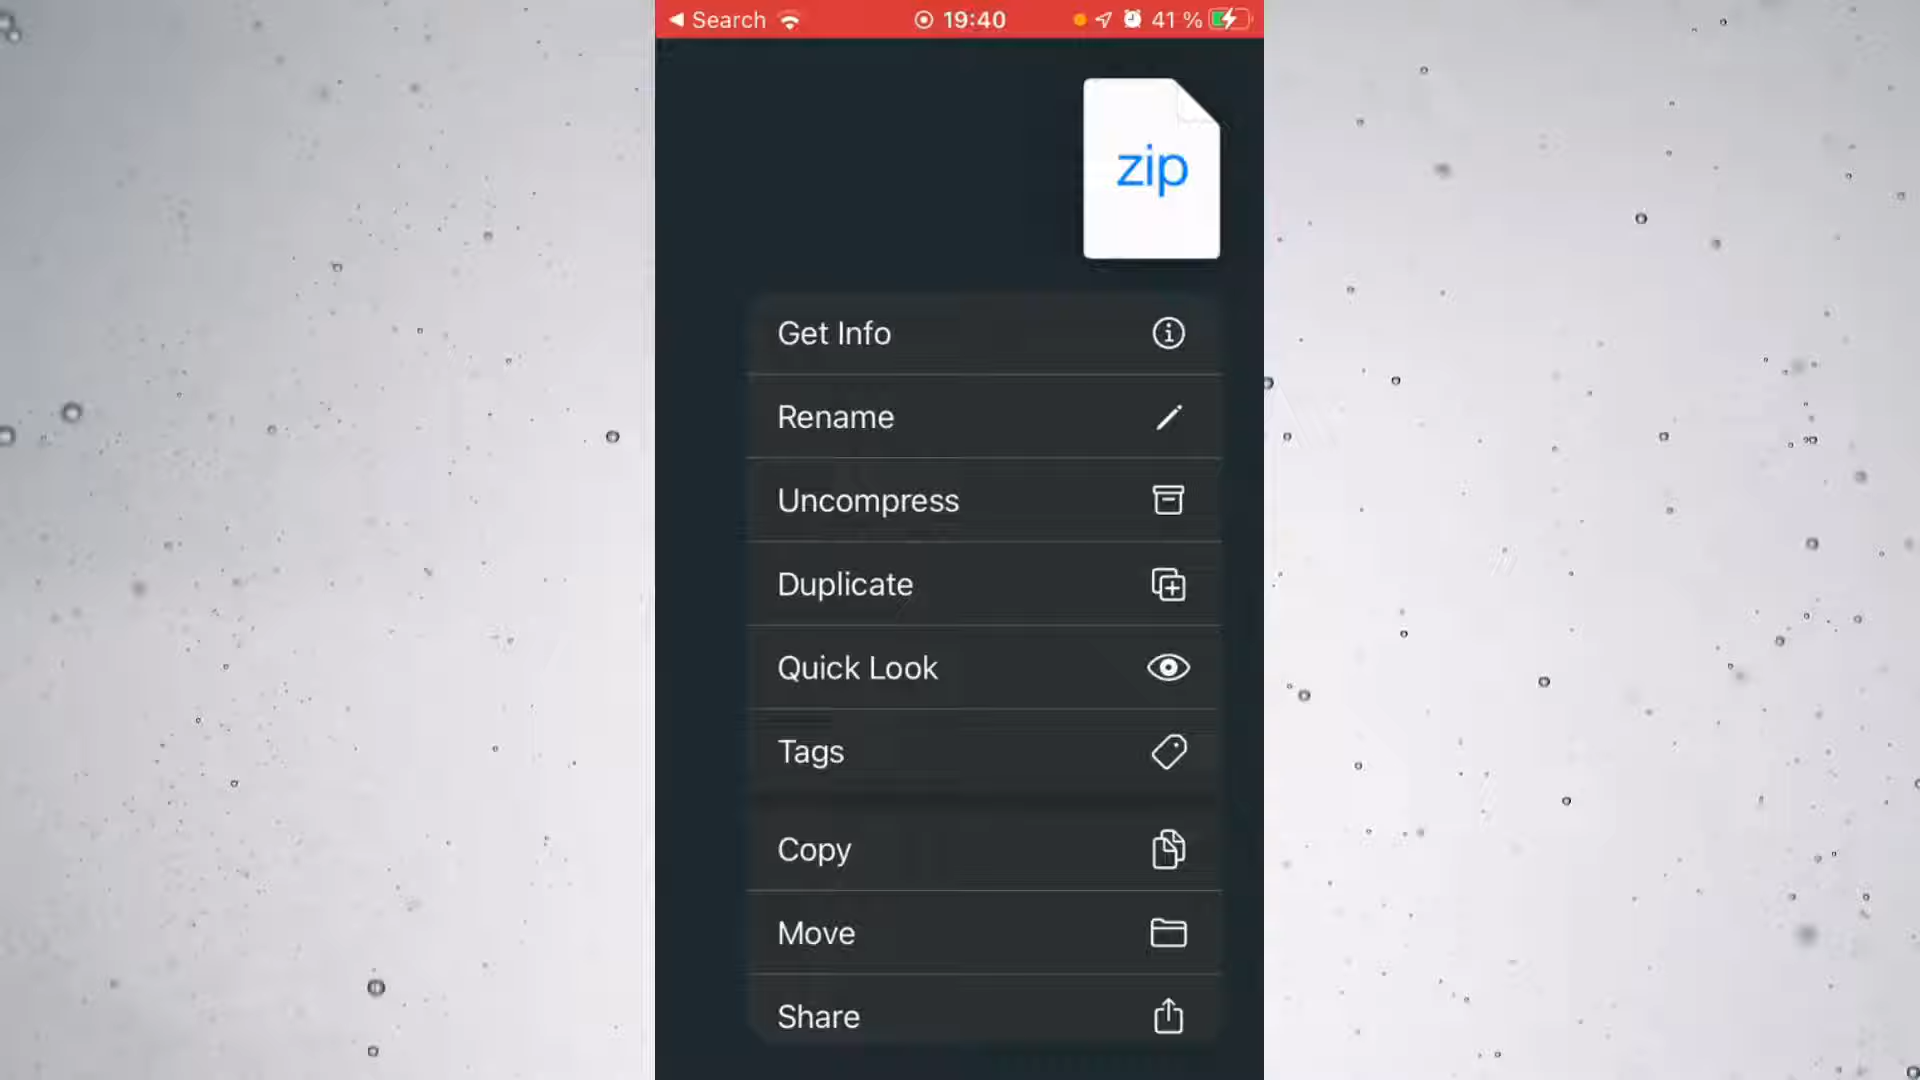 Search 19:40 41 %
zip
Get Info
Rename
Uncompress
Duplicate
Quick Look
Tags
Copy
Move
Share